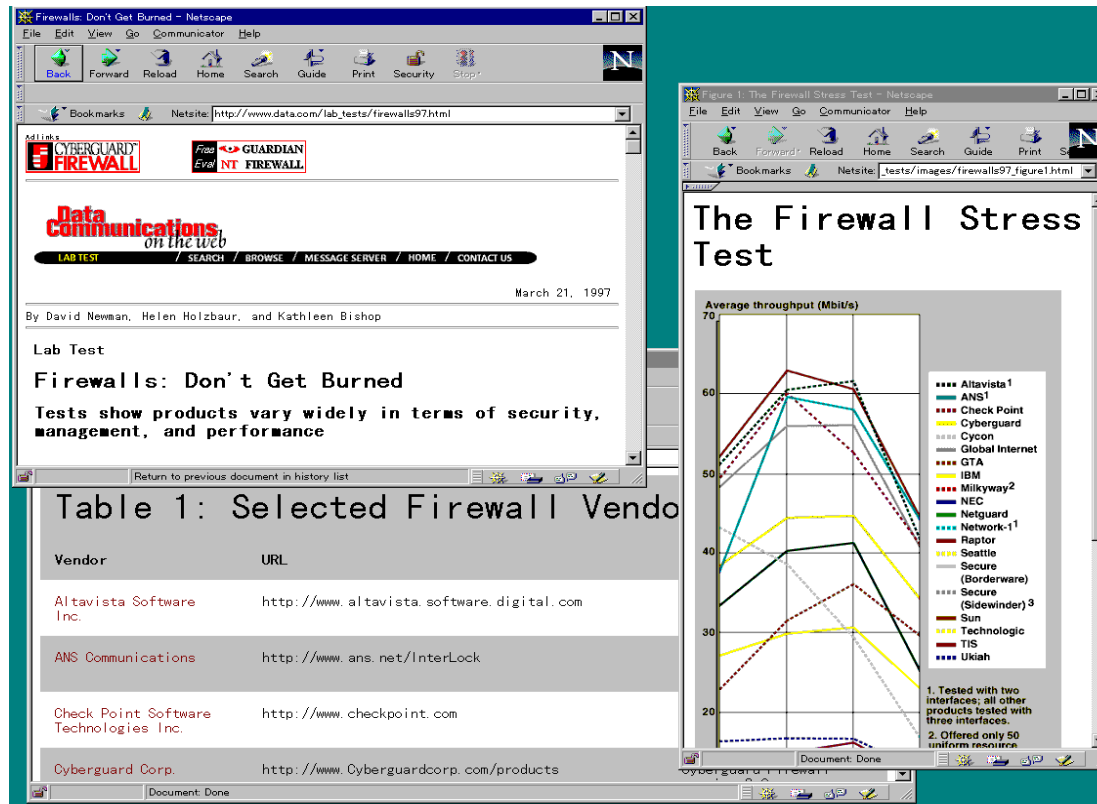 Firewalls: Don't Get Burned - Netscape
File Edit View Go Communicator Help
Back Forward Reload Home Search Guide Print Security Stop
N
Bookmarks Netsite: http://www.data.com/lab_tests/firewalls97.html
Adlinks
CYBERGUARD™
FIREWALL
Free GUARDIAN
Eval NT FIREWALL
Data
Communications
on the web
LAB TEST / SEARCH / BROWSE / MESSAGE SERVER / HOME / CONTACT US
March 21, 1997
By David Newman, Helen Holzbaur, and Kathleen Bishop
Lab Test
Firewalls: Don't Get Burned
Tests show products vary widely in terms of security,
management, and performance
Return to previous document in history list
Table 1: Selected Firewall Vendo
Vendor URL
Altavista Software
Inc.
http://www.altavista.software.digital.com
ANS Communications http://www.ans.net/InterLock
Check Point Software
Technologies Inc.
http://www.checkpoint.com
Cyberguard Corp. http://www.Cyberguardcorp.com/products
Cyberguard Firewall
Document: Done
Figure 1: The Firewall Stress Test - Netscape
File Edit View Go Communicator Help
Back Forward Reload Home Search Guide Print Se
N
Bookmarks Netsite: _tests/images/firewalls97_figure1.html
The Firewall Stress
Test
Average throughput (Mbit/s)
70
60
50
40
30
20
Altavista1
ANS1
Check Point
Cyberguard
Cycon
Global Internet
GTA
IBM
Milkyway2
NEC
Netguard
Network-11
Raptor
Seattle
Secure
(Borderware)
Secure
(Sidewinder)3
Sun
Technologic
TIS
Ukiah
1. Tested with two
interfaces; all other
products tested with
three interfaces.
2. Offered only 50
uniform resource
Document: Done